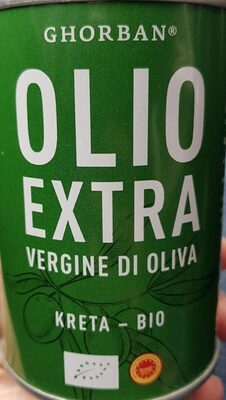 GHORBAN®
OLIO
EXTRA
VERGINE DI OLIVA
KRETA – BIO